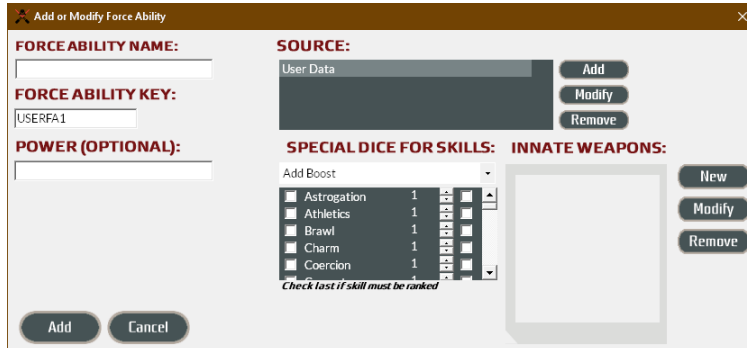 Add or Modify Force Ability
FORCE ABILITY NAME:
FORCE ABILITY KEY:
USERFA1
POWER (OPTIONAL):
SOURCE:
User Data
Add
Modify
Remove
SPECIAL DICE FOR SKILLS:
Add Boost
Astrogation 1
Athletics 1
Brawl 1
Charm 1
Coercion 1
Check last if skill must be ranked
INNATE WEAPONS:
New
Modify
Remove
Add
Cancel